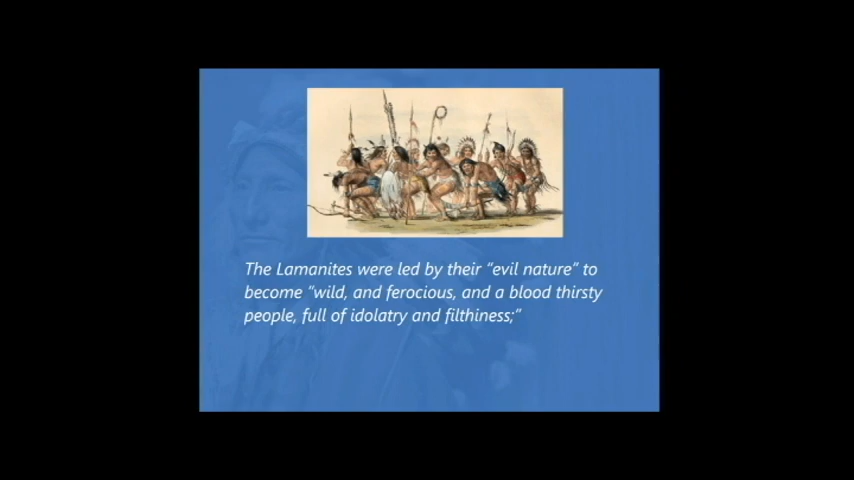 The Lamanites were led by their “evil nature” to
become “wild, and ferocious, and a blood thirsty
people, full of idolatry and filthiness;”